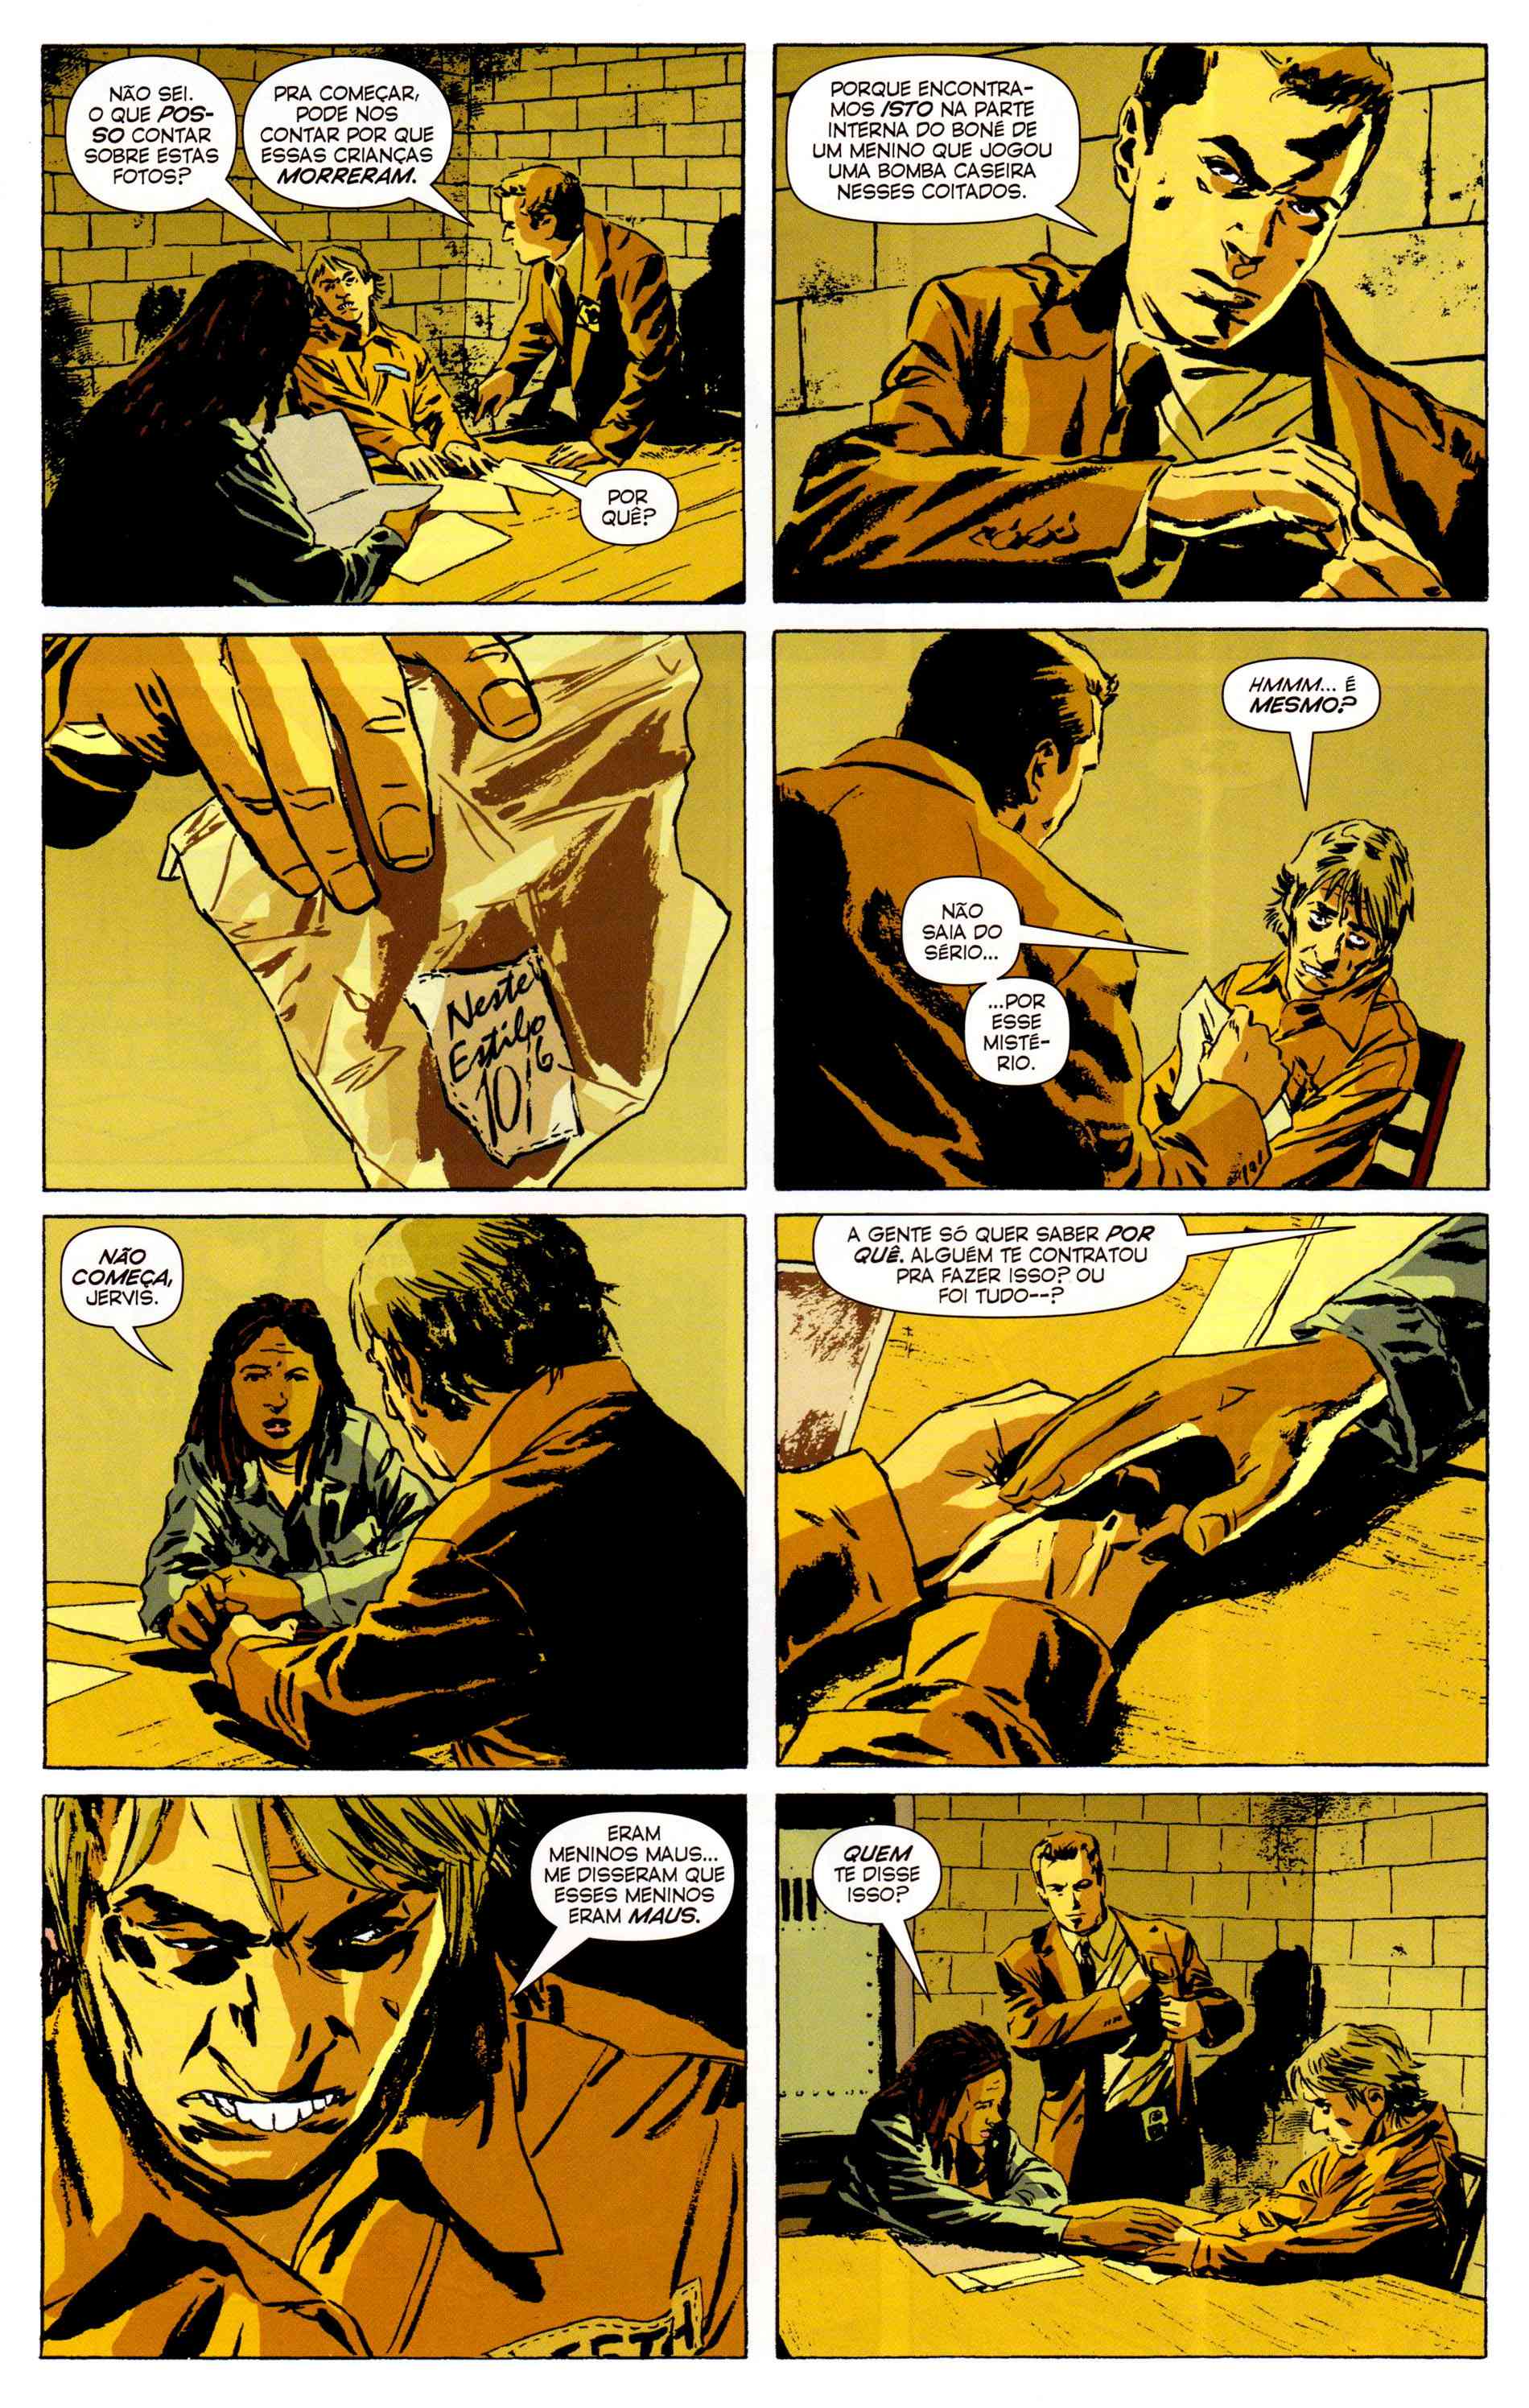 NÃO SEI.
O QUE POS-
SO CONTAR
SOBRE ESTAS
FOTOS?
PRA COMEÇAR,
PODE NOS
CONTAR POR QUE
ESSAS CRIANÇAS
MORRERAM.
POR
QUÊ?
PORQUE ENCONTRA-
MOS ISTO NA PARTE
INTERNA DO BONÉ DE
UM MENINO QUE JOGOU
UMA BOMBA CASEIRA
NESSES COITADOS.
Neste
Estilo
10/6
HMMM... É
MESMO?
NÃO
SAIA DO
SÉRIO...
...POR
ESSE
MISTÉ-
RIO.
NÃO
COMEÇA,
JERVIS.
A GENTE SÓ QUER SABER POR
QUÊ. ALGUÉM TE CONTRATOU
PRA FAZER ISSO? OU
FOI TUDO--?
ERAM
MENINOS MAUS...
ME DISSERAM QUE
ESSES MENINOS
ERAM MAUS.
QUEM
TE DISSE
ISSO?